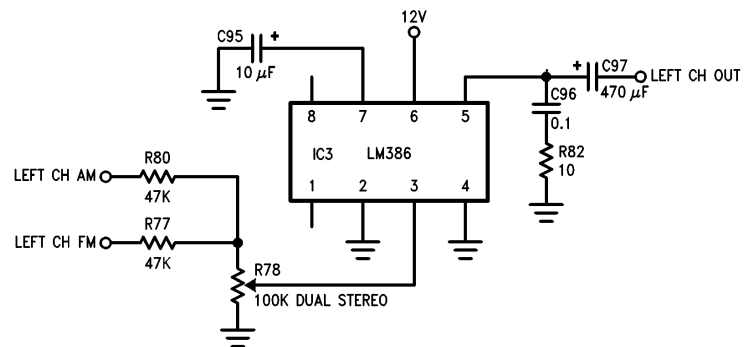 12V
C95
+
10 µF
+ C97
LEFT CH OUT
470 µF
C96
0.1
R82
10
8 7 6 5
IC3 LM386
1 2 3 4
R80
LEFT CH AM
47K
R77
LEFT CH FM
47K
R78
100K DUAL STEREO